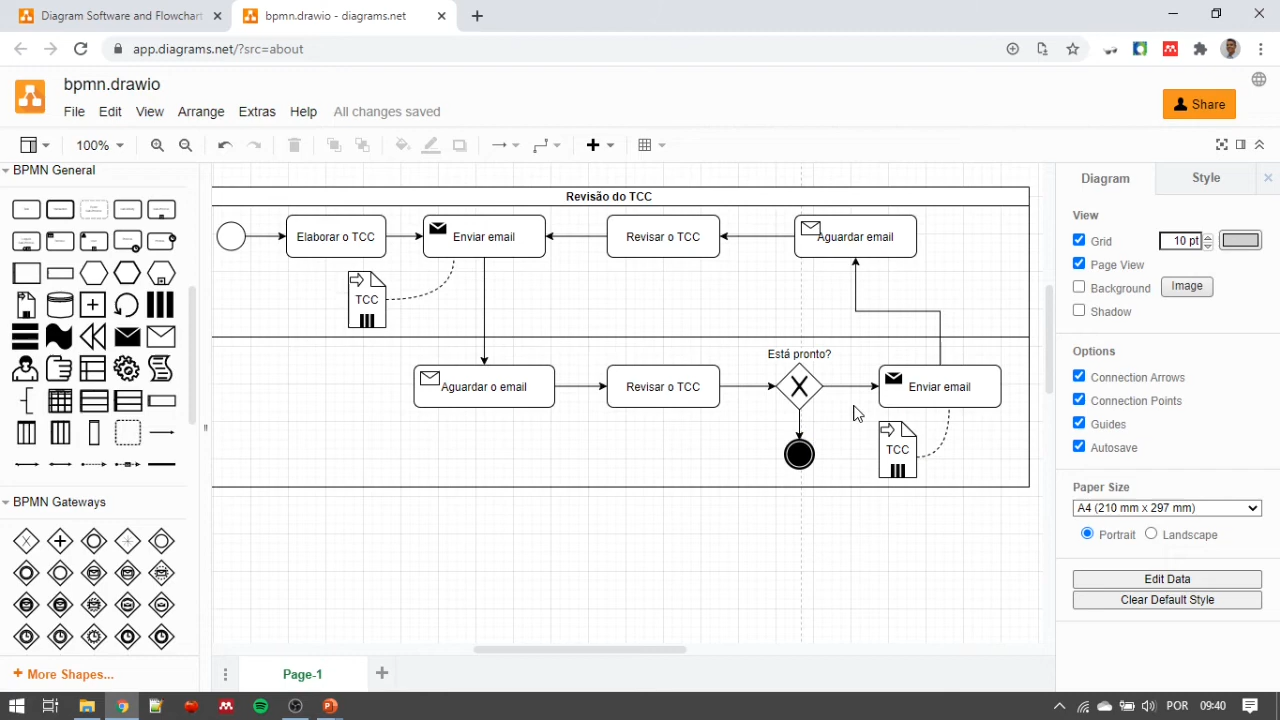 Diagram Software and Flowchart
bpmn.drawio - diagrams.net
app.diagrams.net/?src=about
bpmn.drawio
File Edit View Arrange Extras Help All changes saved
Share
100%
BPMN General
BPMN Gateways
More Shapes...
Revisão do TCC
Elaborar o TCC
Enviar email
Revisar o TCC
Aguardar email
TCC
Aguardar o email
Revisar o TCC
Está pronto?
Enviar email
TCC
Page-1
Diagram
Style
View
Grid
10 pt
Page View
Background
Image
Shadow
Options
Connection Arrows
Connection Points
Guides
Autosave
Paper Size
A4 (210 mm x 297 mm)
Portrait
Landscape
Edit Data
Clear Default Style
POR
09:40